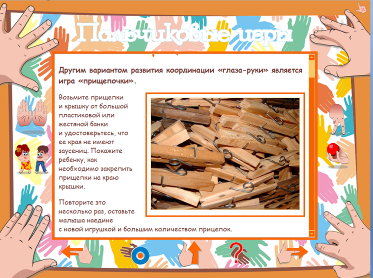 Пальчиковые игры
Другим вариантом развития координации «глаза-руки» является
игра «прищепочки».
Возьмите прищепки
и крышку от большой
пластиковой или
жестяной банки
и удостоверьтесь, что
ее края не имеют
заусениц. Покажите
ребенку, как
необходимо закрепить
прищепки на краю
крышки.
Повторите это
несколько раз, оставьте
малыша наедине
с новой игрушкой и большим количеством прищепок.